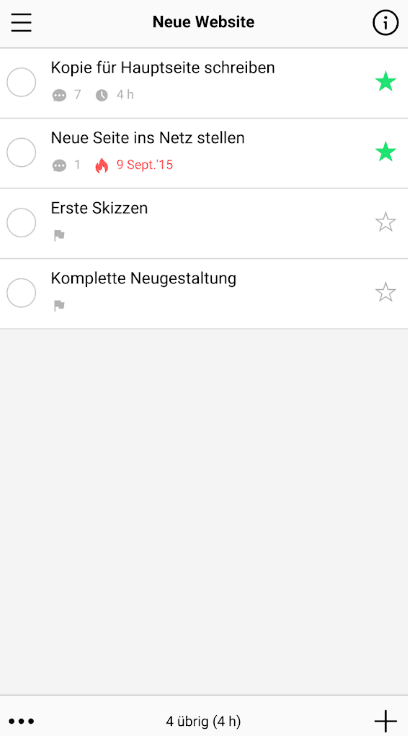 Neue Website
Kopie für Hauptseite schreiben
7 4 h
Neue Seite ins Netz stellen
1 9 Sept.'15
Erste Skizzen
Komplette Neugestaltung
4 übrig (4 h)